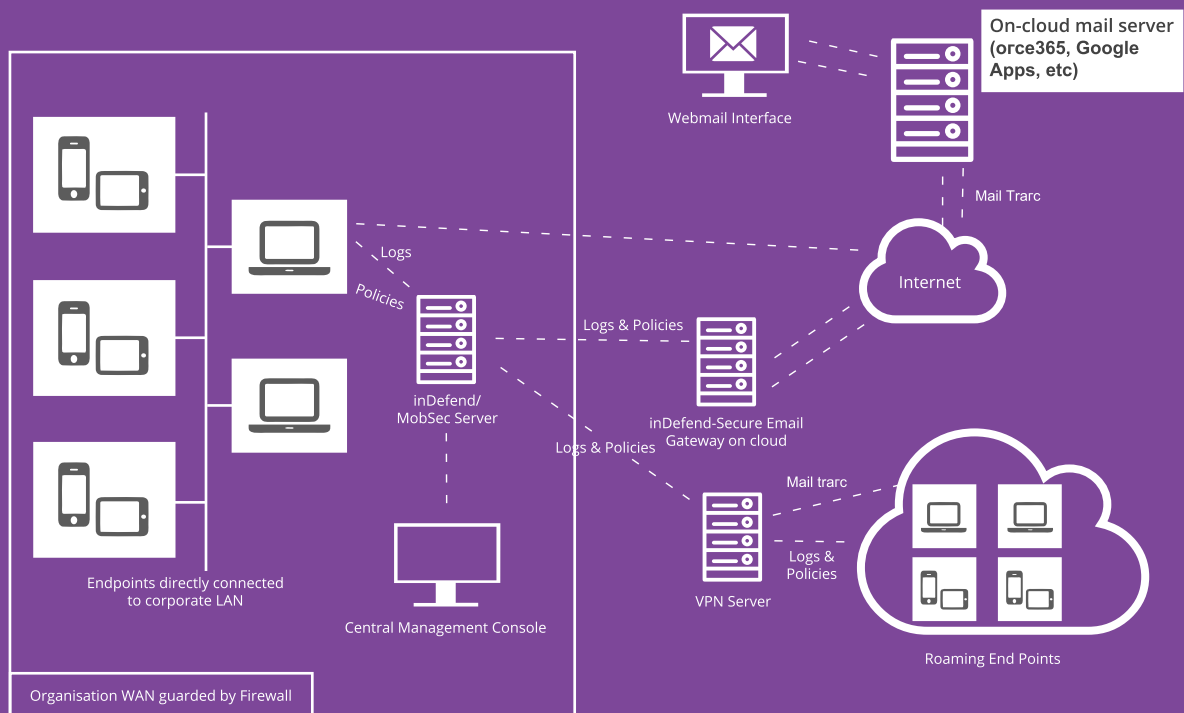 On-cloud mail server
(orce365, Google
Apps, etc)
Webmail Interface
Mail Trarc
Internet
Logs
Policies
Logs & Policies
inDefend/
MobSec Server
inDefend-Secure Email
Gateway on cloud
Logs & Policies
Mail trarc
Logs &
Policies
VPN Server
Endpoints directly connected
to corporate LAN
Central Management Console
Roaming End Points
Organisation WAN guarded by Firewall